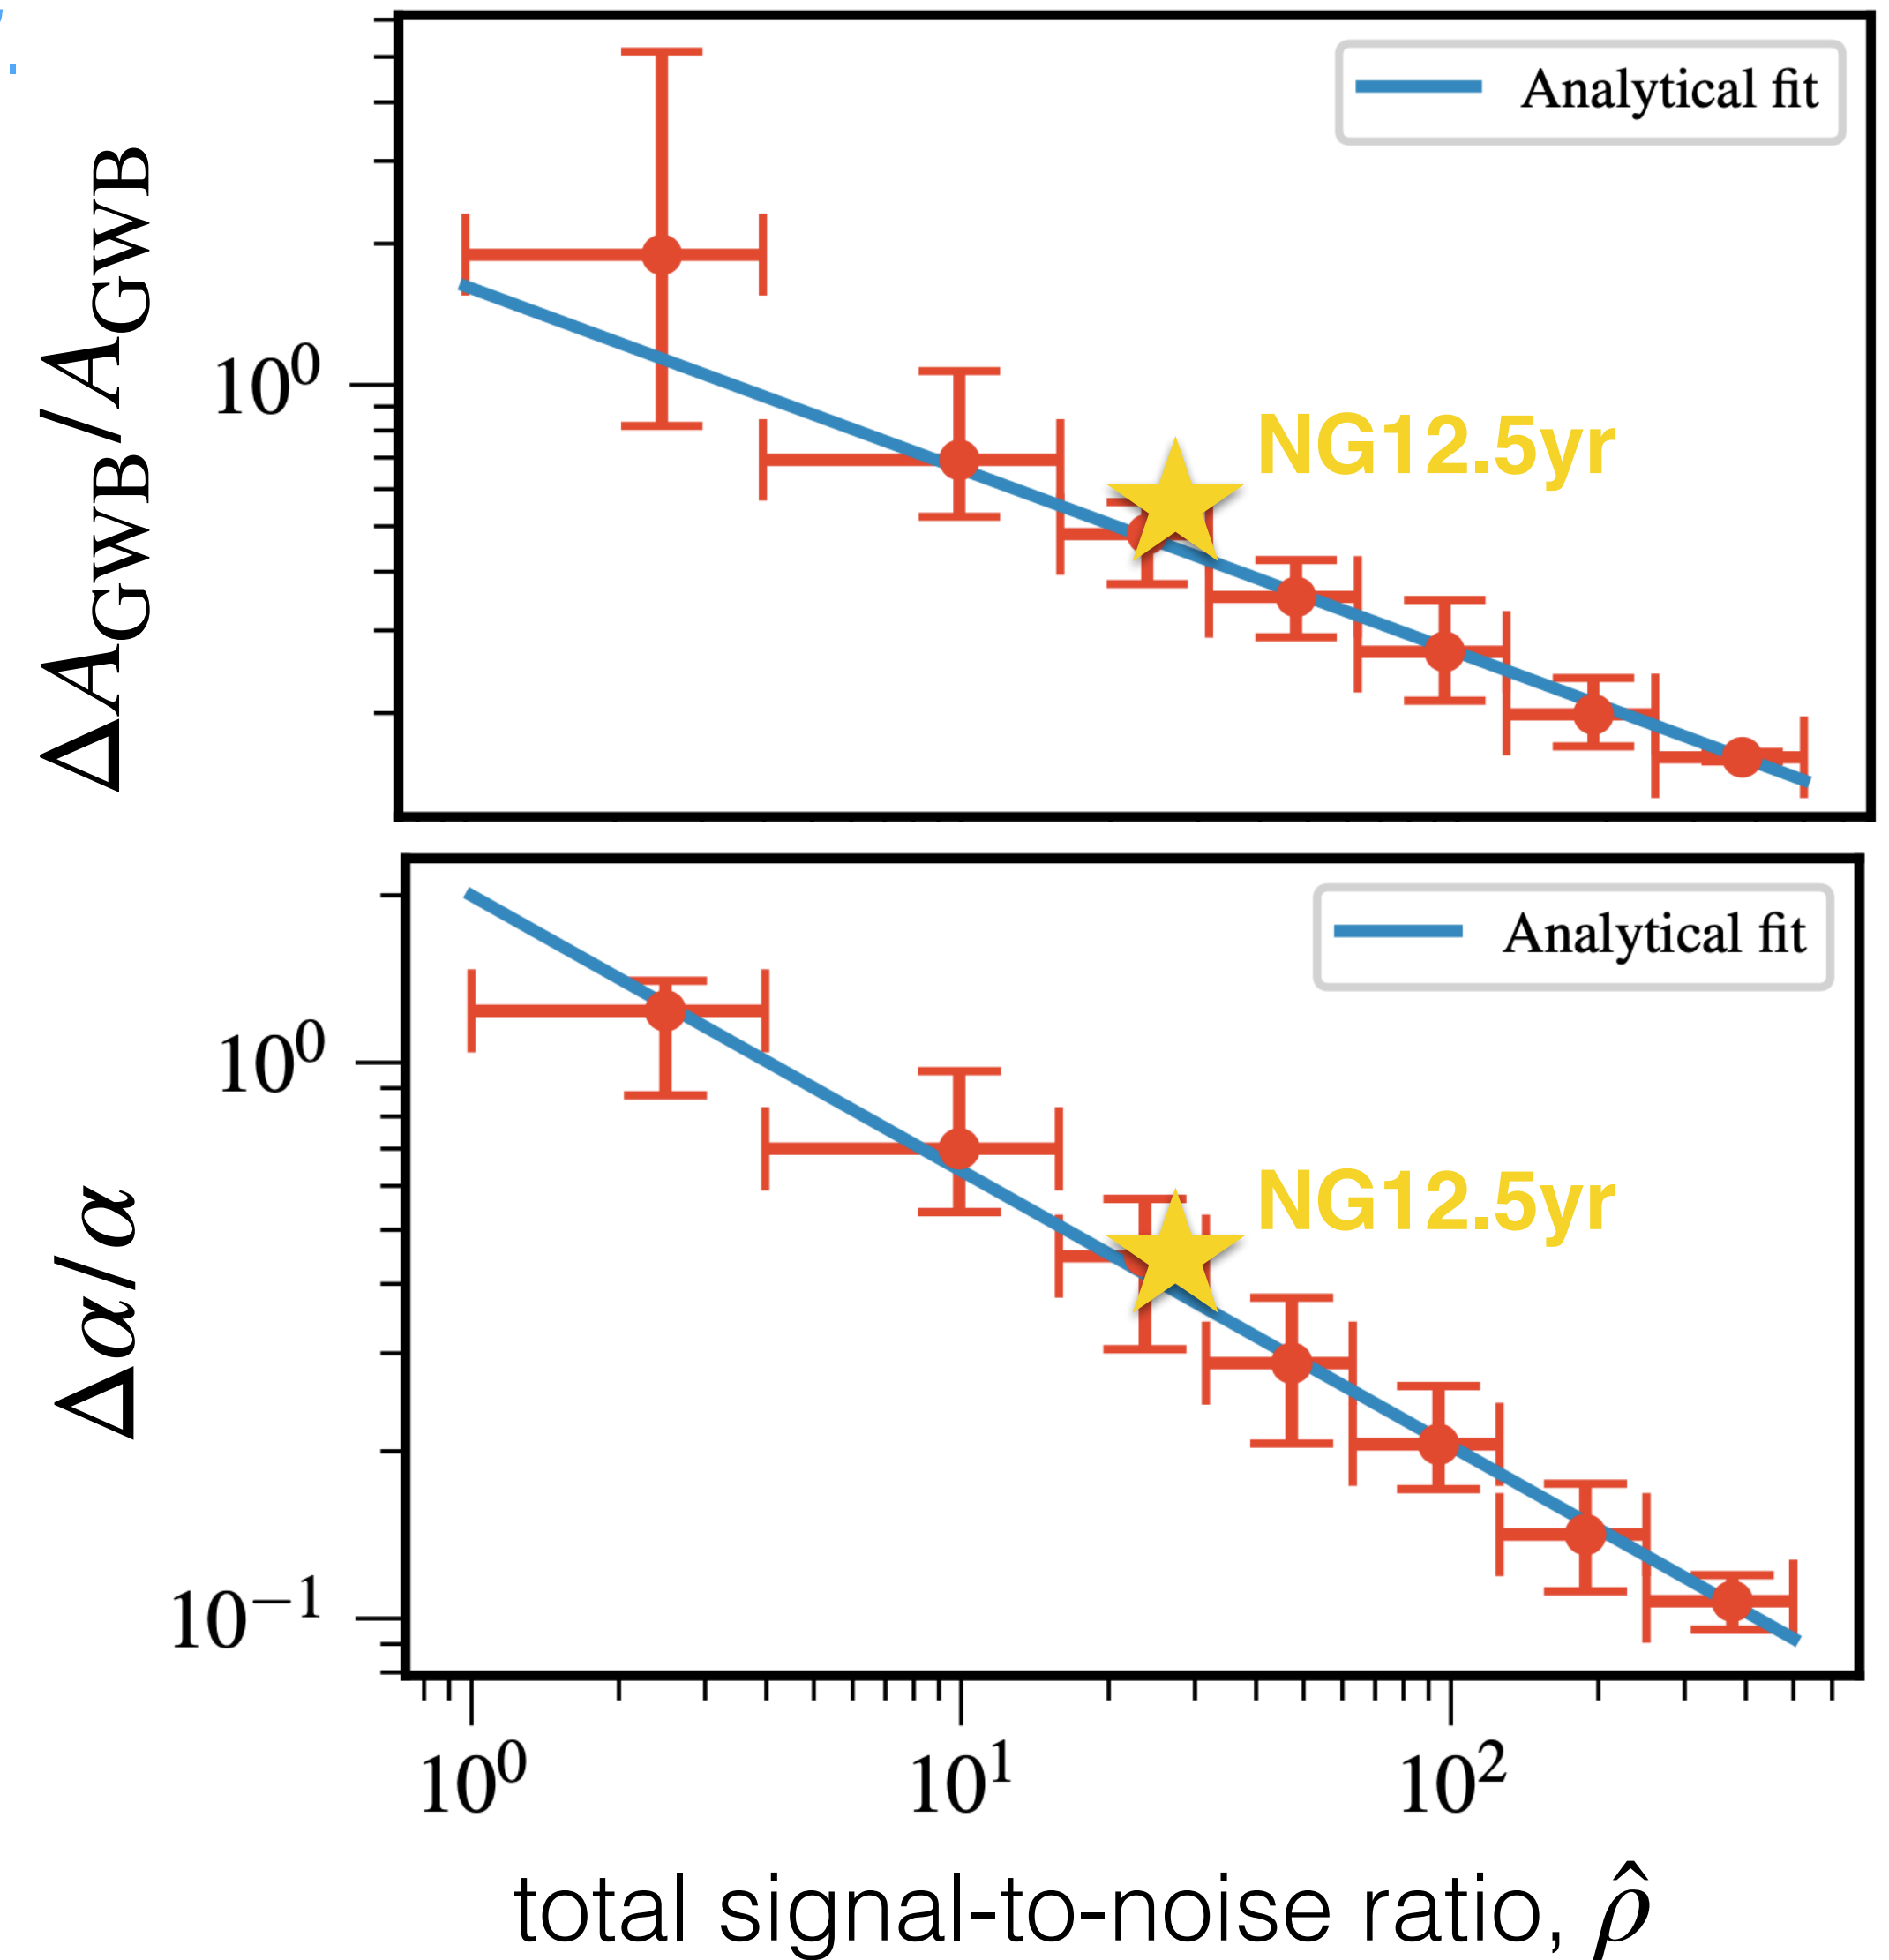 Analytical fit
ΔA_GWB/A_GWB
10^0
NG12.5yr
Analytical fit
Δα/α
10^0
NG12.5yr
10^−1
10^0 10^1 10^2
total signal-to-noise ratio, ρ̂